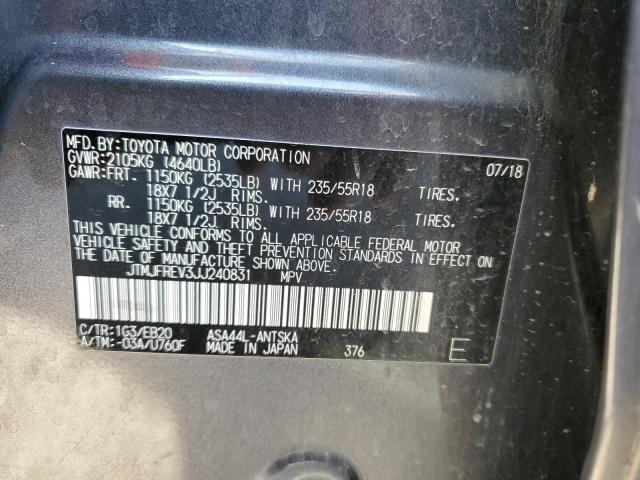 MFD.BY:TOYOTA MOTOR CORPORATION 07/18
GVWR:2105KG (4640LB)
GAWR:FRT. 1150KG (2535LB) WITH 235/55R18 TIRES.
18X7 1/2J RIMS.
RR. 1150KG (2535LB) WITH 235/55R18 TIRES.
18X7 1/2J RIMS.
THIS VEHICLE CONFORMS TO ALL APPLICABLE FEDERAL MOTOR
VEHICLE SAFETY AND THEFT PREVENTION STANDARDS IN EFFECT ON
THE DATE OF MANUFACTURE SHOWN ABOVE.
JTMJFREV3JJ240831 MPV
C/TR:1G3/EB20 ASA44L-ANTSKA
A/TM:-03A/U760F MADE IN JAPAN 376 E